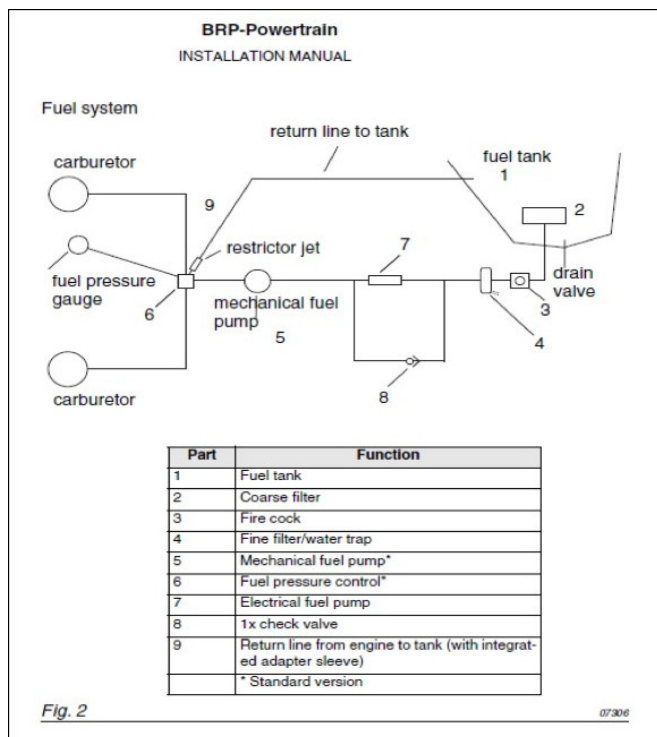 BRP-Powertrain
INSTALLATION MANUAL
Fuel system
return line to tank
carburetor
fuel tank
1
2
9
7
restrictor jet
fuel pressure
gauge
6
mechanical fuel
pump
5
drain
valve
3
4
8
carburetor
Part Function
1 Fuel tank
2 Coarse filter
3 Fire cock
4 Fine filter/water trap
5 Mechanical fuel pump*
6 Fuel pressure control*
7 Electrical fuel pump
8 1x check valve
9 Return line from engine to tank (with integrat-
ed adapter sleeve)
* Standard version
Fig. 2
07306